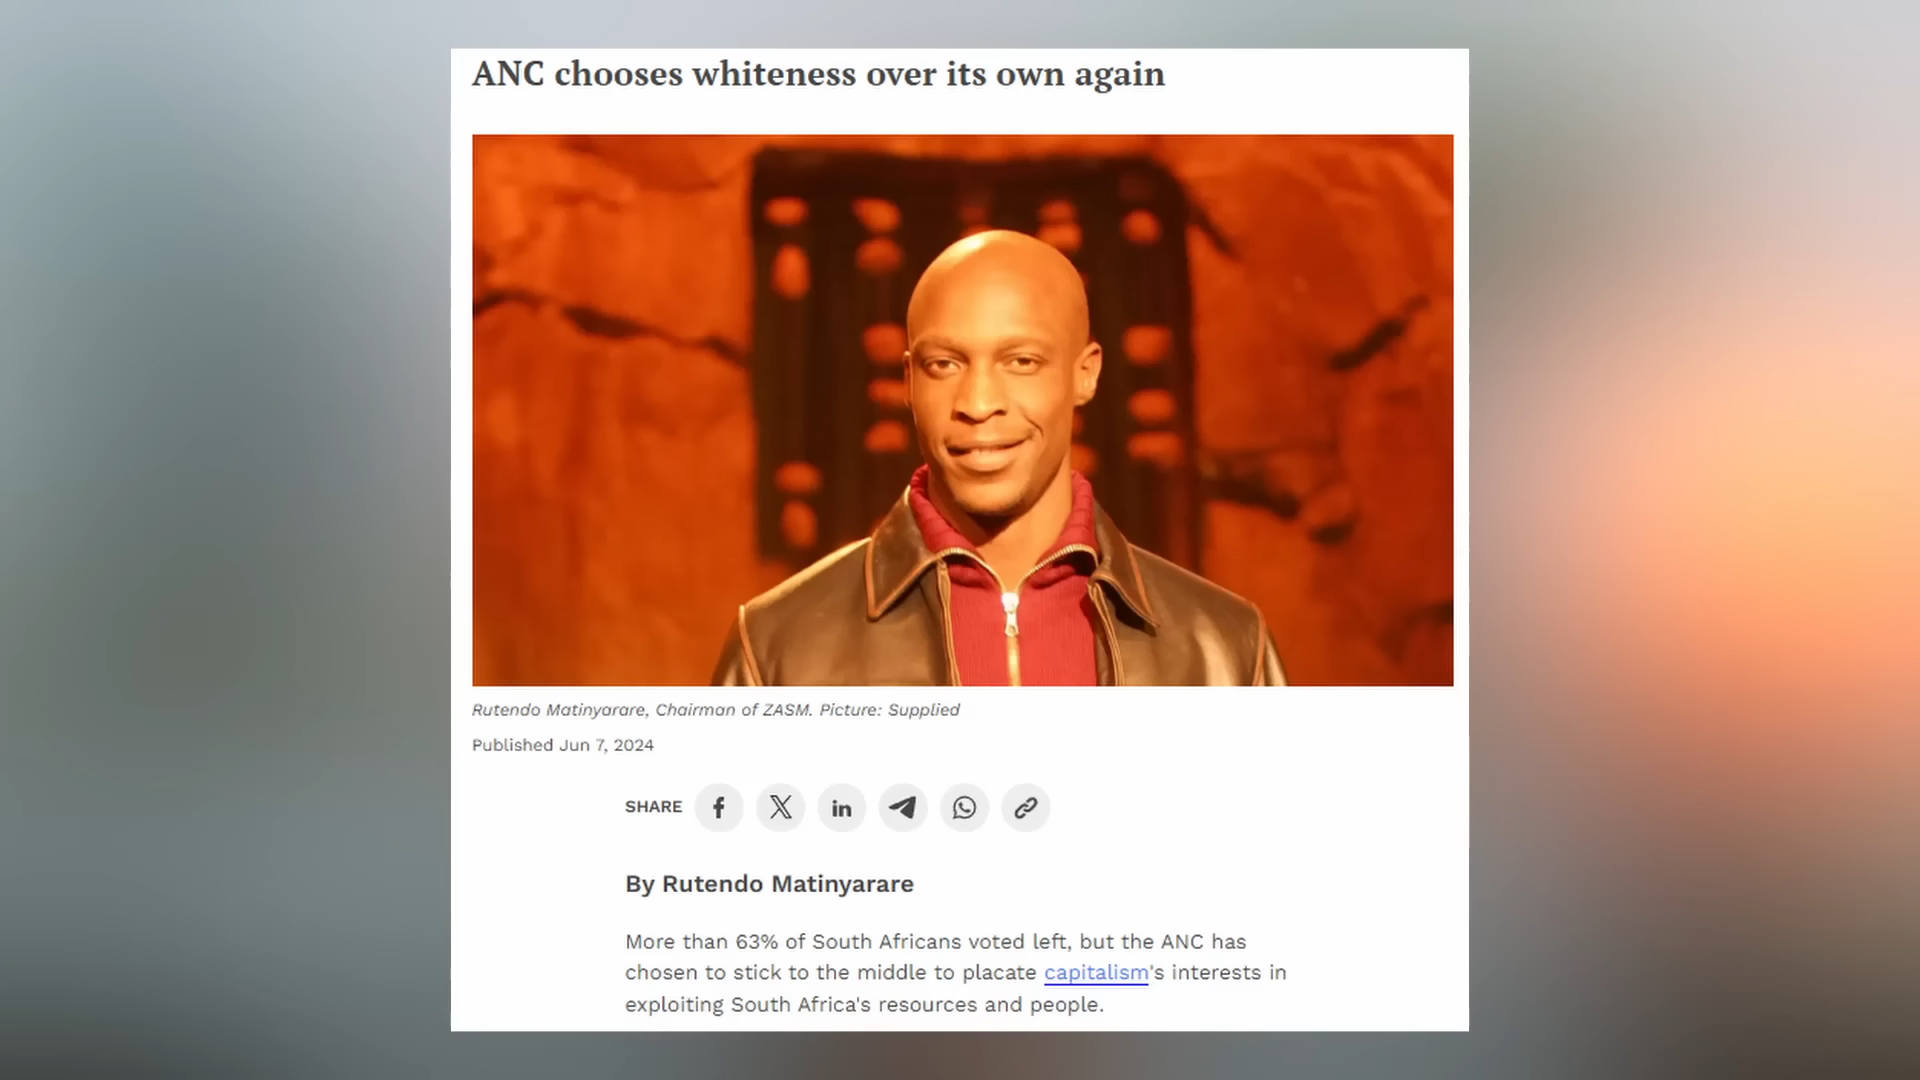 ANC chooses whiteness over its own again
Rutendo Matinyarare, Chairman of ZASM. Picture: Supplied
Published Jun 7, 2024
SHARE
By Rutendo Matinyarare
More than 63% of South Africans voted left, but the ANC has
chosen to stick to the middle to placate capitalism's interests in
exploiting South Africa's resources and people.